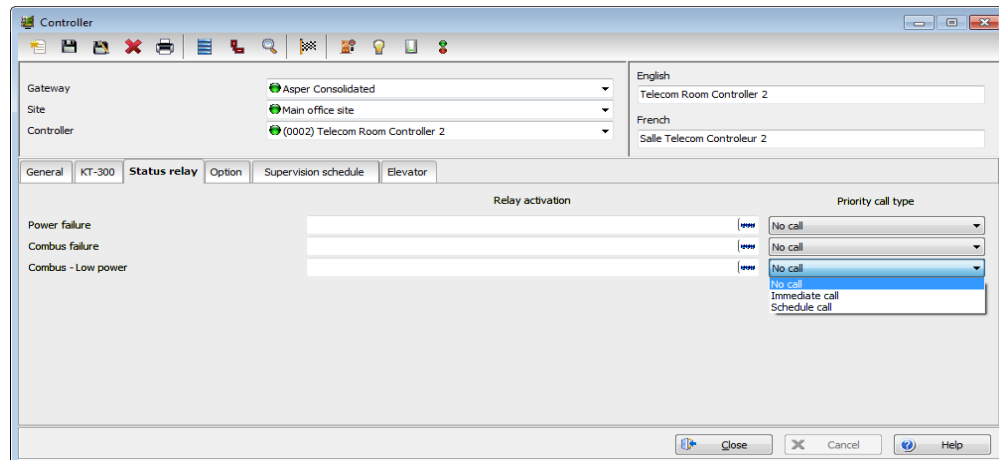 Controller
Gateway
Asper Consolidated
Site
Main office site
Controller
(0002) Telecom Room Controller 2
English
Telecom Room Controller 2
French
Salle Telecom Controleur 2
General KT-300 Status relay Option Supervision schedule Elevator
Relay activation Priority call type
Power failure No call
Combus failure No call
Combus - Low power No call
No call
Immediate call
Schedule call
Close Cancel Help